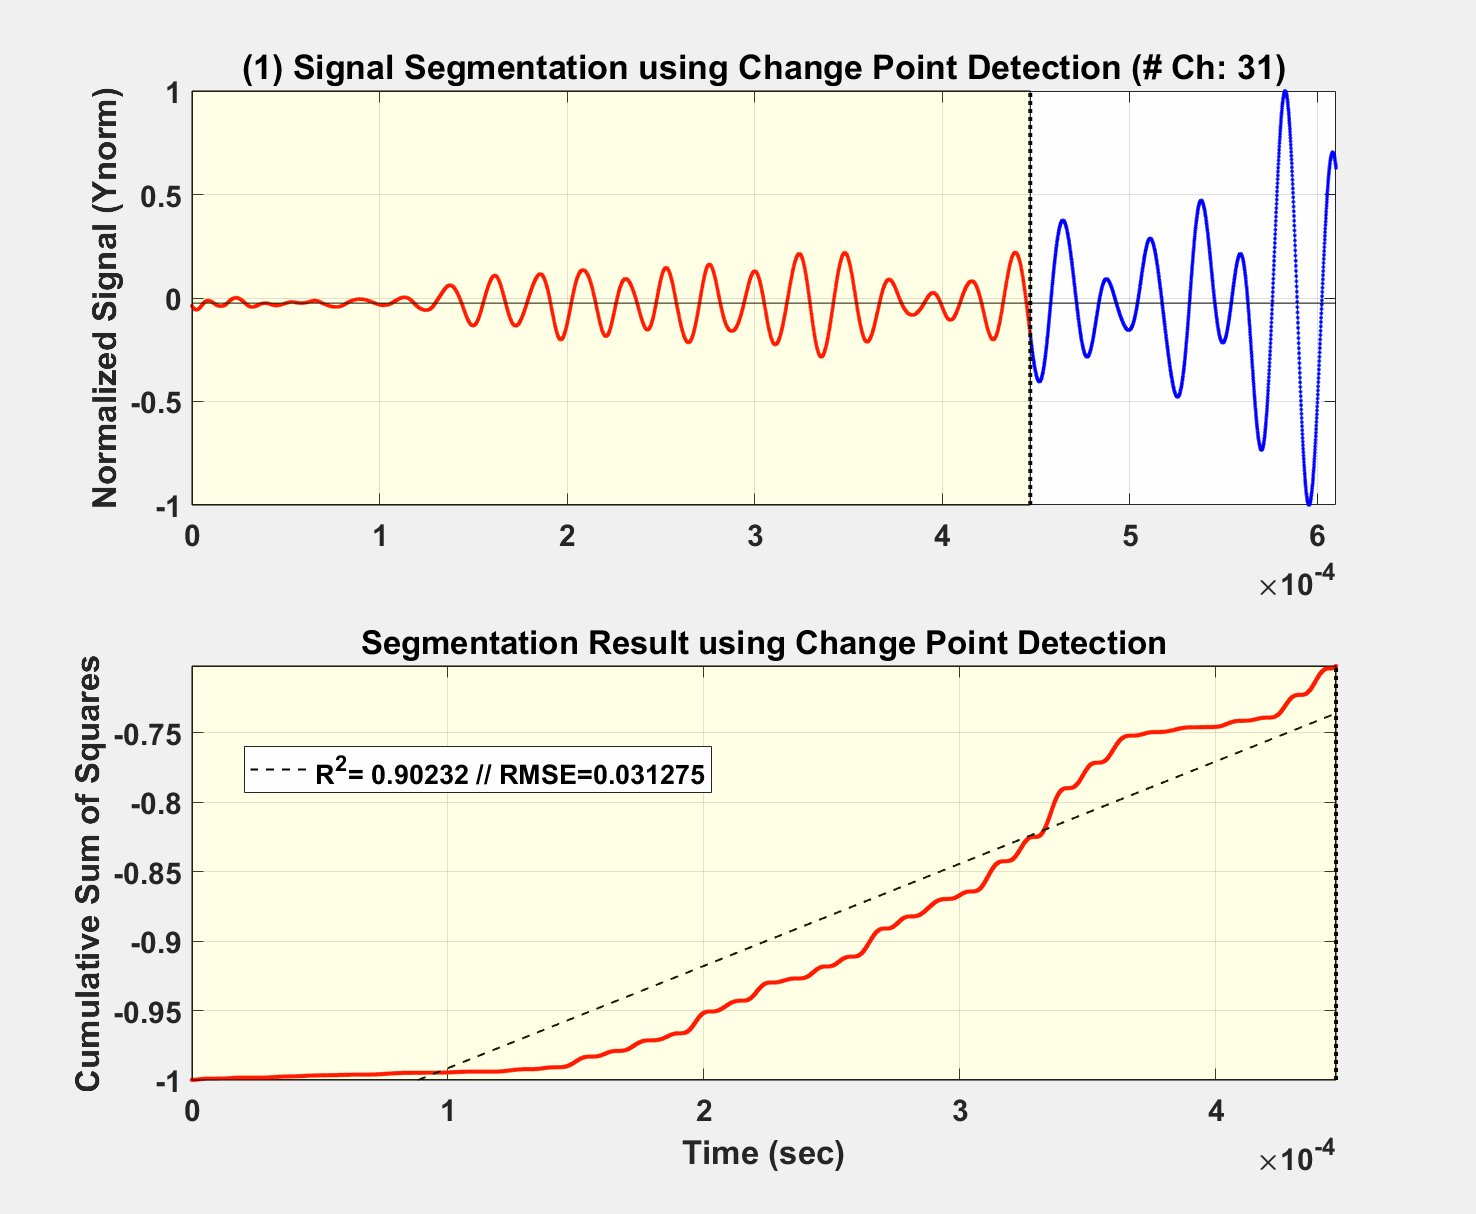 (1) Signal Segmentation using Change Point Detection (# Ch: 31)
Normalized Signal (Ynorm)
1
0.5
0
-0.5
-1
0 1 2 3 4 5 6
×10-4
Segmentation Result using Change Point Detection
Cumulative Sum of Squares
-0.75
-0.8
-0.85
-0.9
-0.95
-1
R2= 0.90232 // RMSE=0.031275
0 1 2 3 4
Time (sec)
×10-4